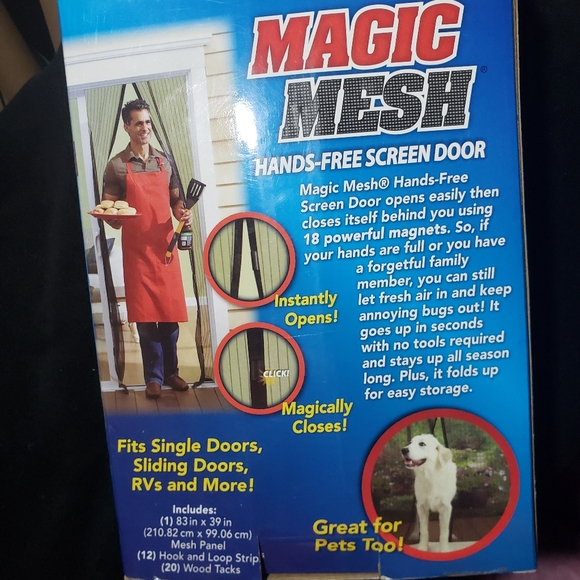 MAGIC
MESH®
HANDS-FREE SCREEN DOOR
Magic Mesh® Hands-Free
Screen Door opens easily then
closes itself behind you using
18 powerful magnets. So, if
your hands are full or you have
a forgetful family
member, you can still
let fresh air in and keep
annoying bugs out! It
goes up in seconds
with no tools required
and stays up all season
long. Plus, it folds up
for easy storage.
Instantly
Opens!
CLICK!
Magically
Closes!
Fits Single Doors,
Sliding Doors,
RVs and More!
Includes:
(1) 83in x 39in
(210.82 cm x 99.06 cm)
Mesh Panel
(12) Hook and Loop Strip
(20) Wood Tacks
Great for
Pets Too!